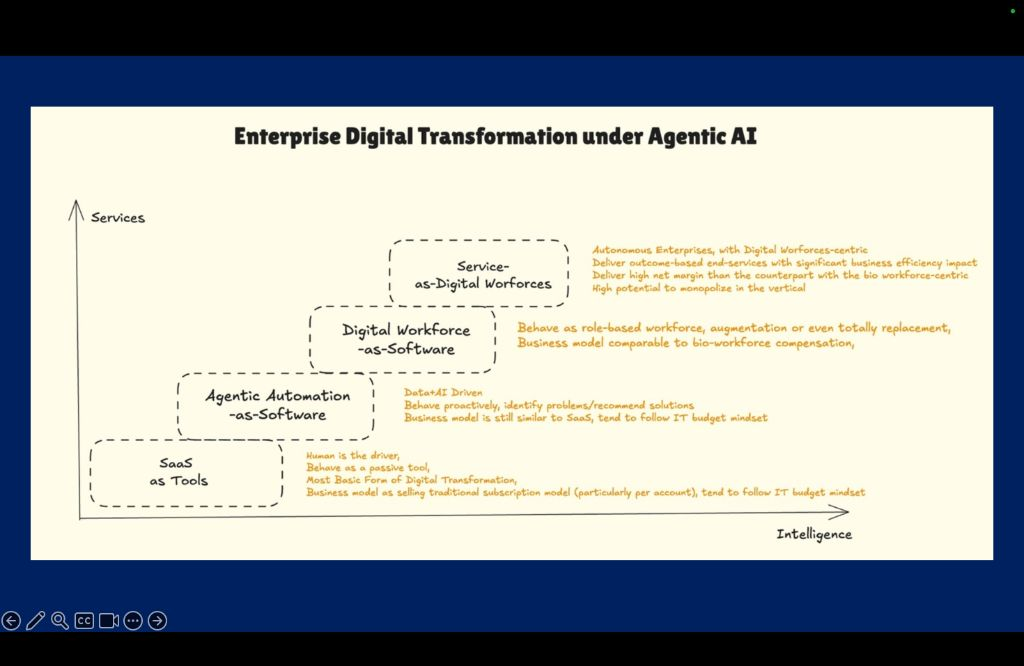 Enterprise Digital Transformation under Agentic AI
Services
Service-
as-Digital Worforces
Autonomous Enterprises, with Digital Worforces-centric
Deliver outcome-based end-services with significant business efficiency impact
Deliver high net margin than the counterpart with the bio workforce-centric
High potential to monopolize in the vertical
Digital Workforce
-as-Software
Behave as role-based workforce, augmentation or even totally replacement,
Business model comparable to bio-workforce compensation,
Agentic Automation
-as-Software
Data+AI Driven
Behave proactively, identify problems/recommend solutions
Business model is still similar to SaaS, tend to follow IT budget mindset
SaaS
as Tools
Human is the driver,
Behave as a passive tool,
Most Basic Form of Digital Transformation,
Business model as selling traditional subscription model (particularly per account), tend to follow IT budget mindset
Intelligence
CC